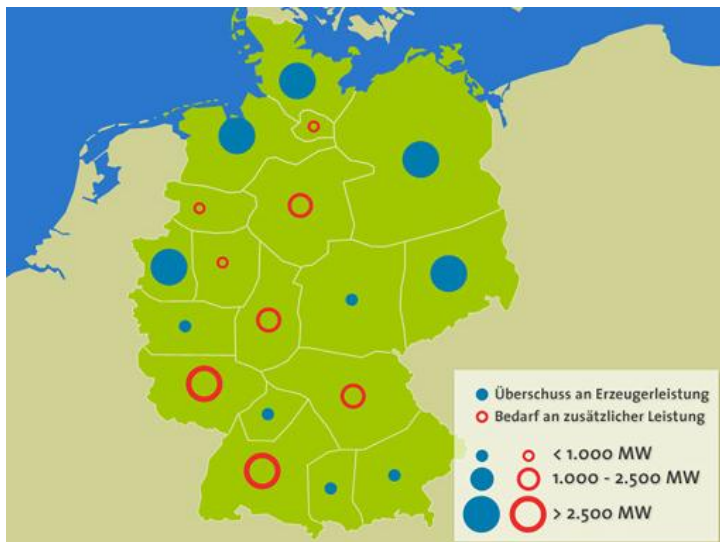 Überschuss an Erzeugerleistung
Bedarf an zusätzlicher Leistung
< 1.000 MW
1.000 - 2.500 MW
> 2.500 MW